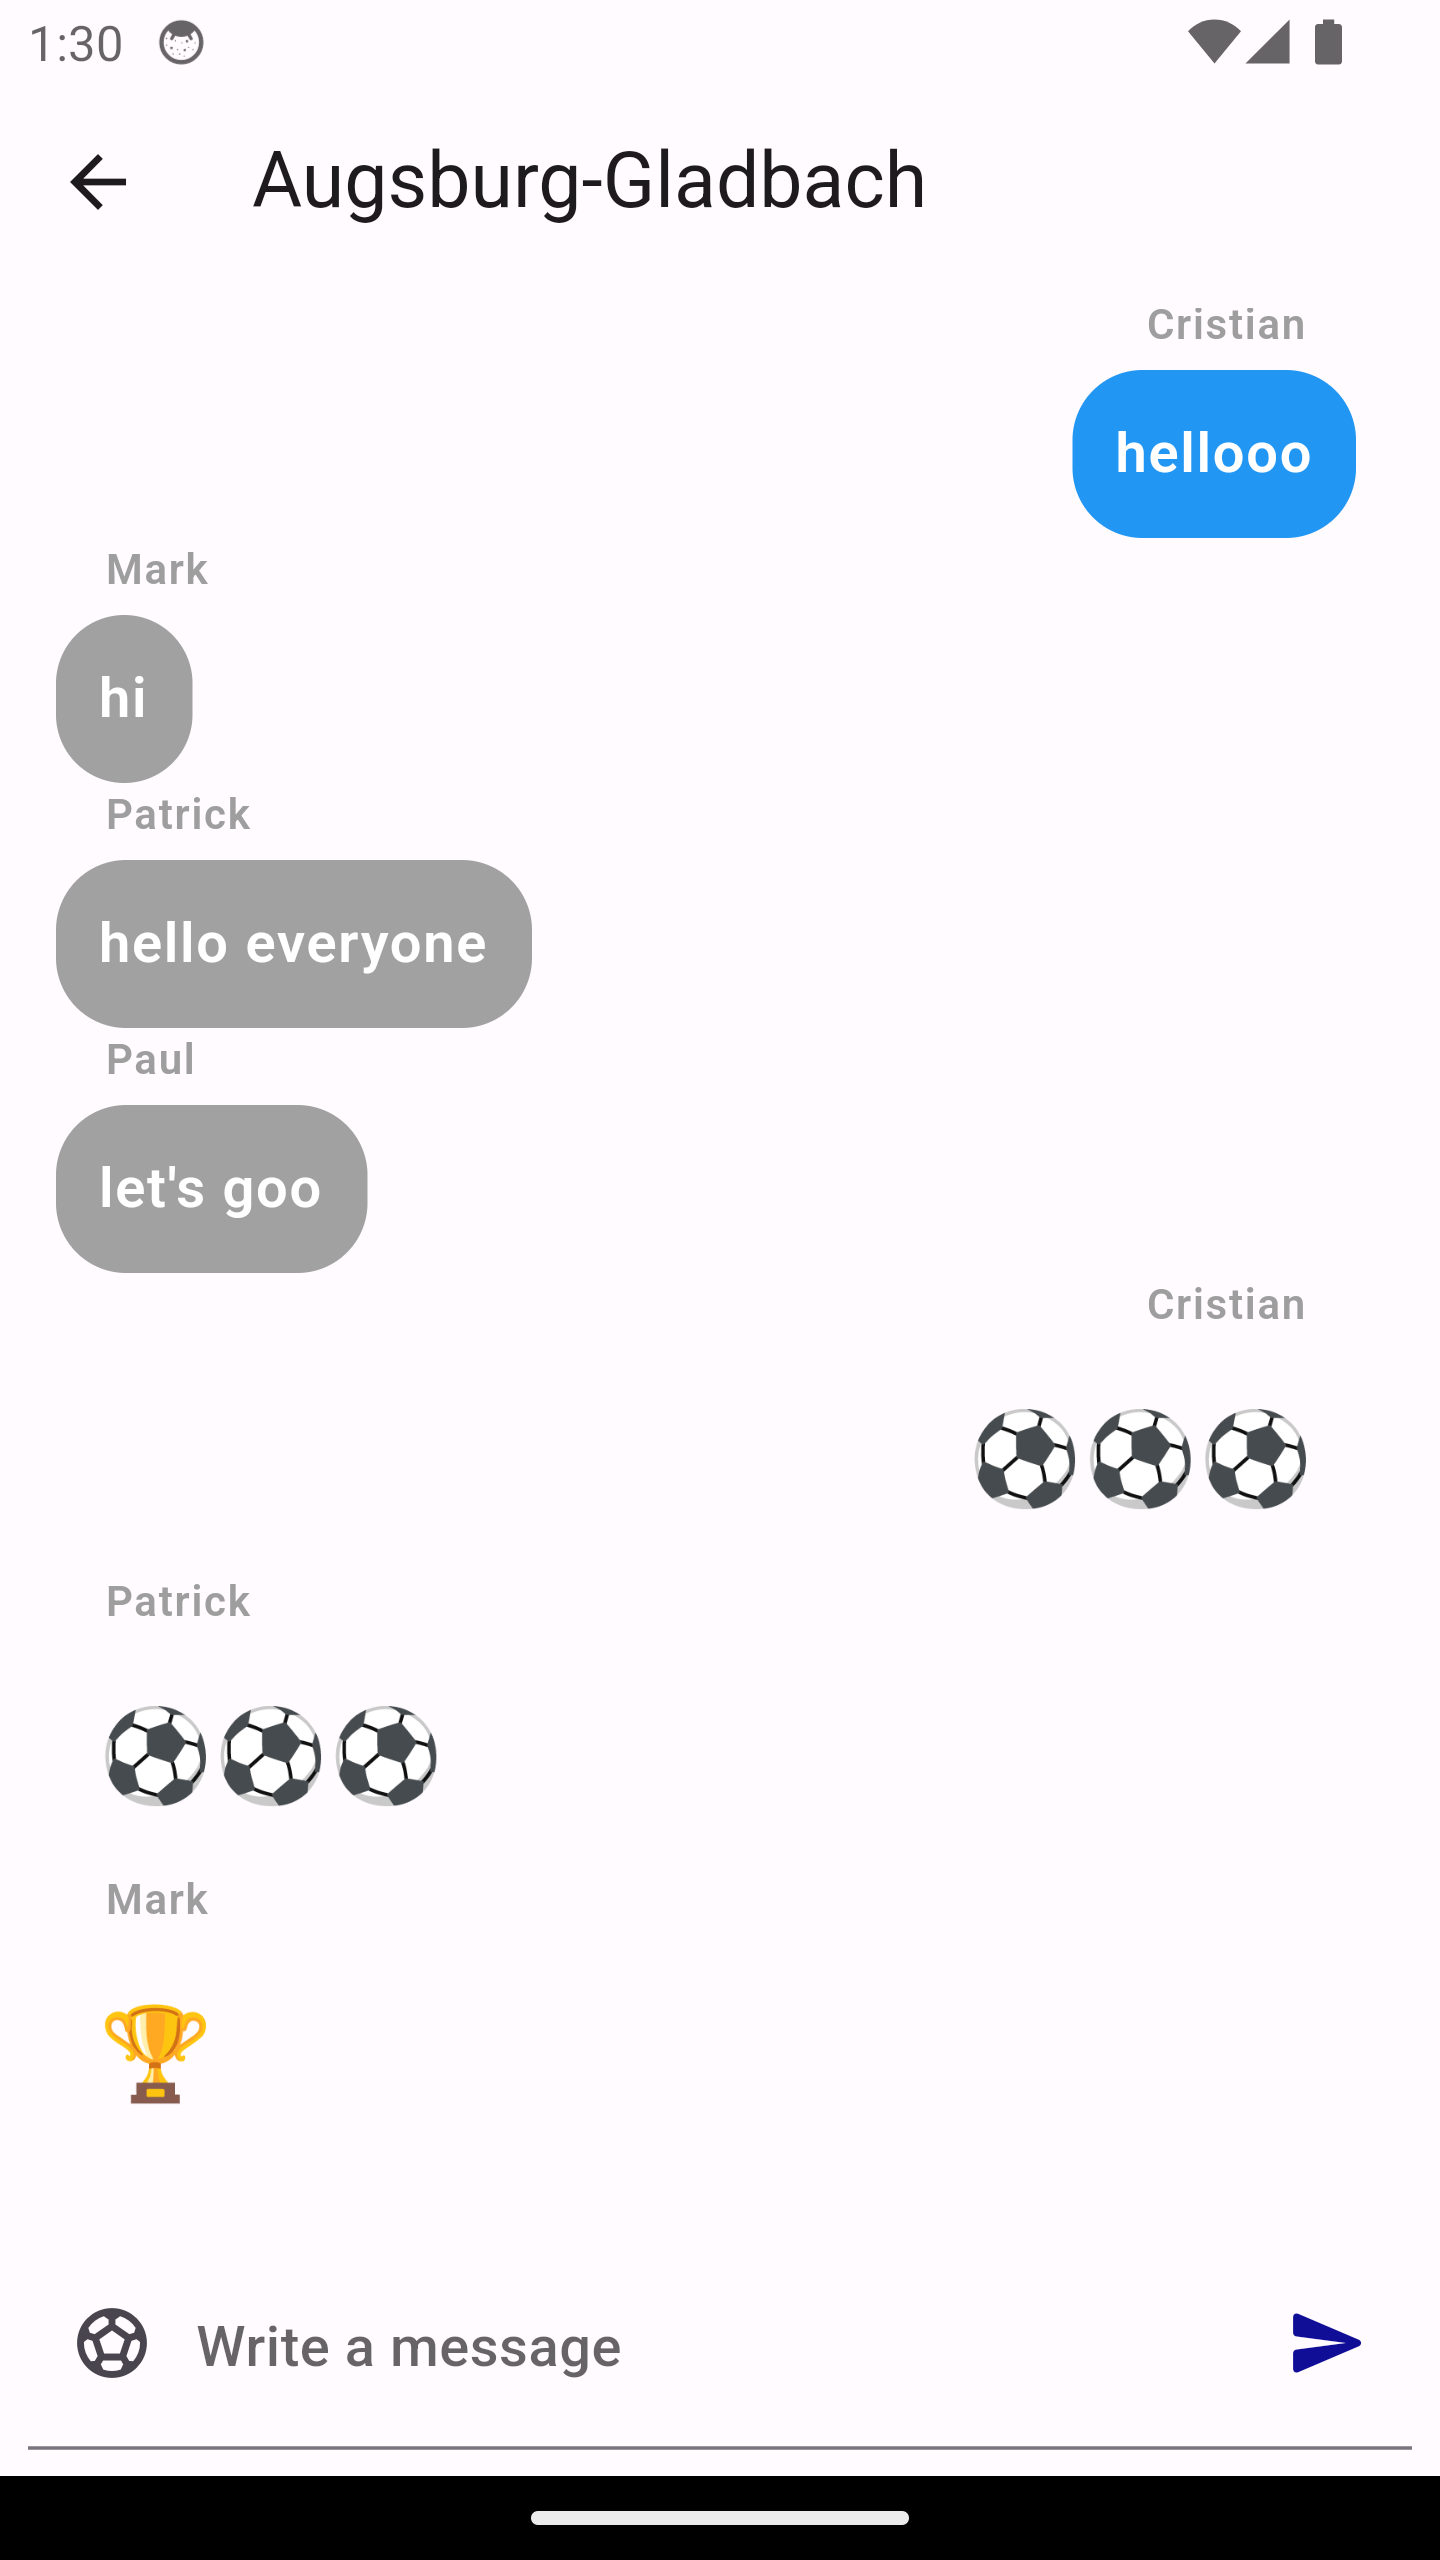 1:30
Augsburg-Gladbach
Cristian
hellooo
Mark
hi
Patrick
hello everyone
Paul
let's goo
Cristian
⚽⚽⚽
Patrick
⚽⚽⚽
Mark
🏆
Write a message